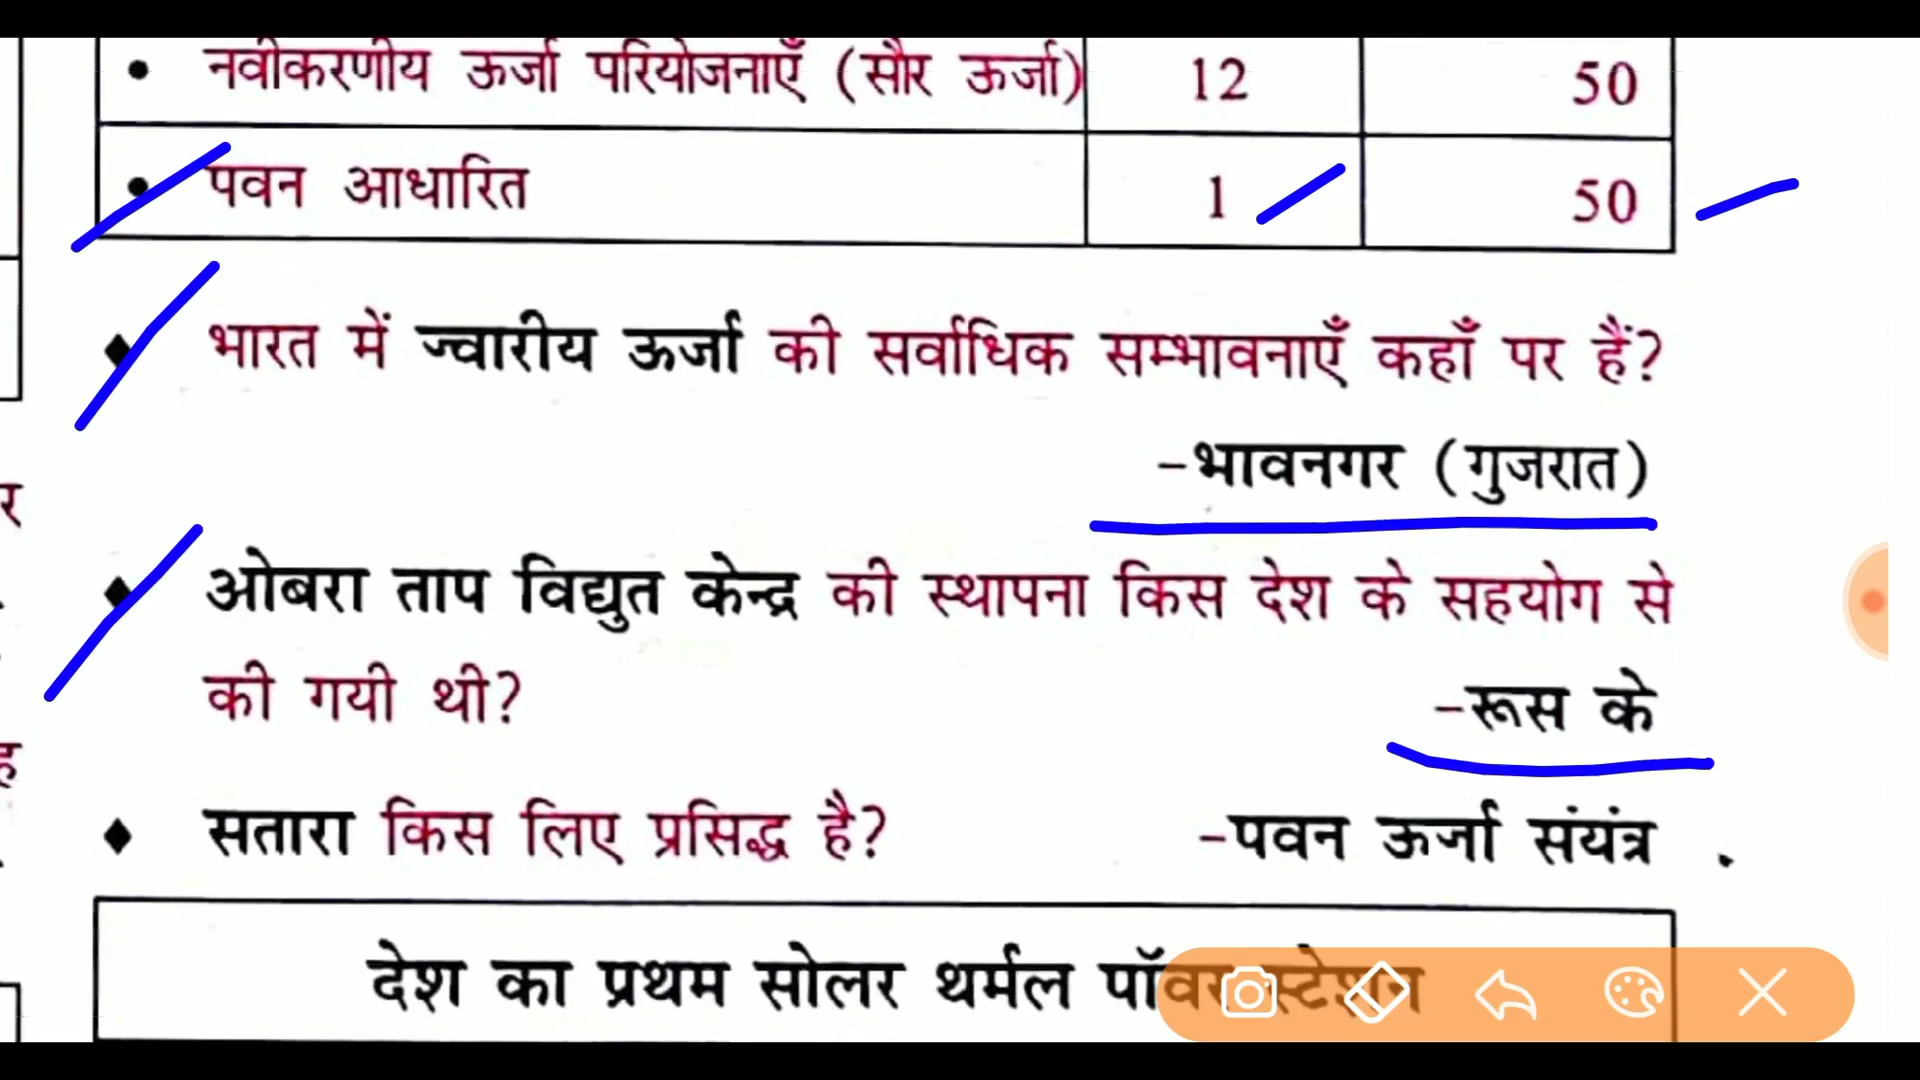 • नवीकरणीय ऊर्जा परियोजनाएँ (सौर ऊर्जा) 12 50
• पवन आधारित 1 50
♦ भारत में ज्वारीय ऊर्जा की सर्वाधिक सम्भावनाएँ कहाँ पर हैं?
-भावनगर (गुजरात)
र
♦ ओबरा ताप विद्युत केन्द्र की स्थापना किस देश के सहयोग से
की गयी थी? -रूस के
ह
♦ सतारा किस लिए प्रसिद्ध है? -पवन ऊर्जा संयंत्र
देश का प्रथम सोलर थर्मल पॉवर स्टेशन